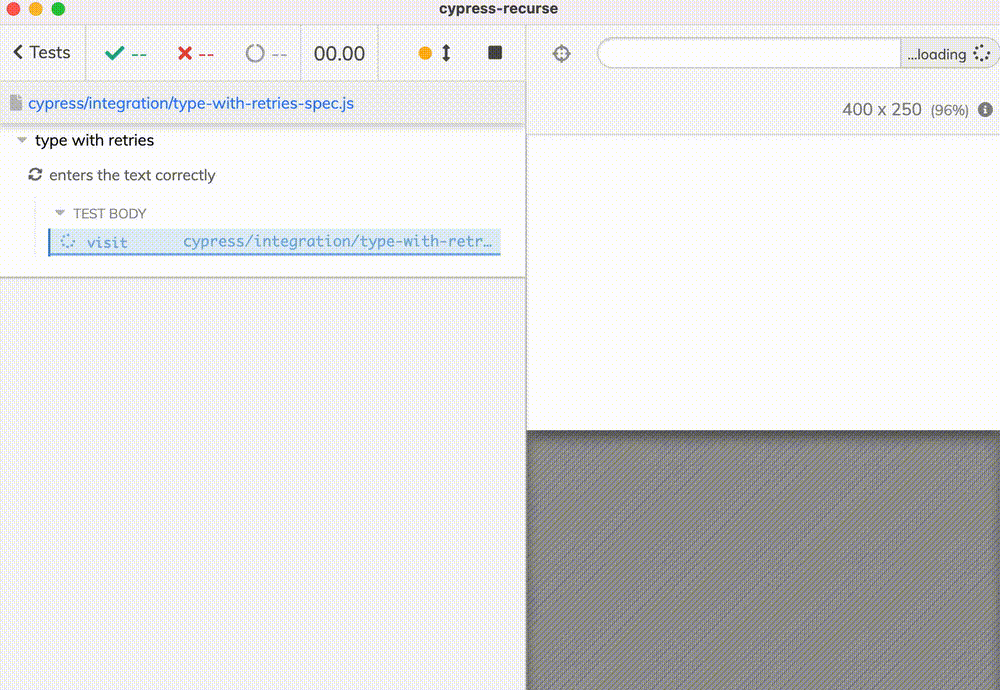 cypress-recurse
Tests -- -- -- 00.00 ...loading
cypress/integration/type-with-retries-spec.js
400 x 250 (96%)
type with retries
enters the text correctly
TEST BODY
visit cypress/integration/type-with-retr…